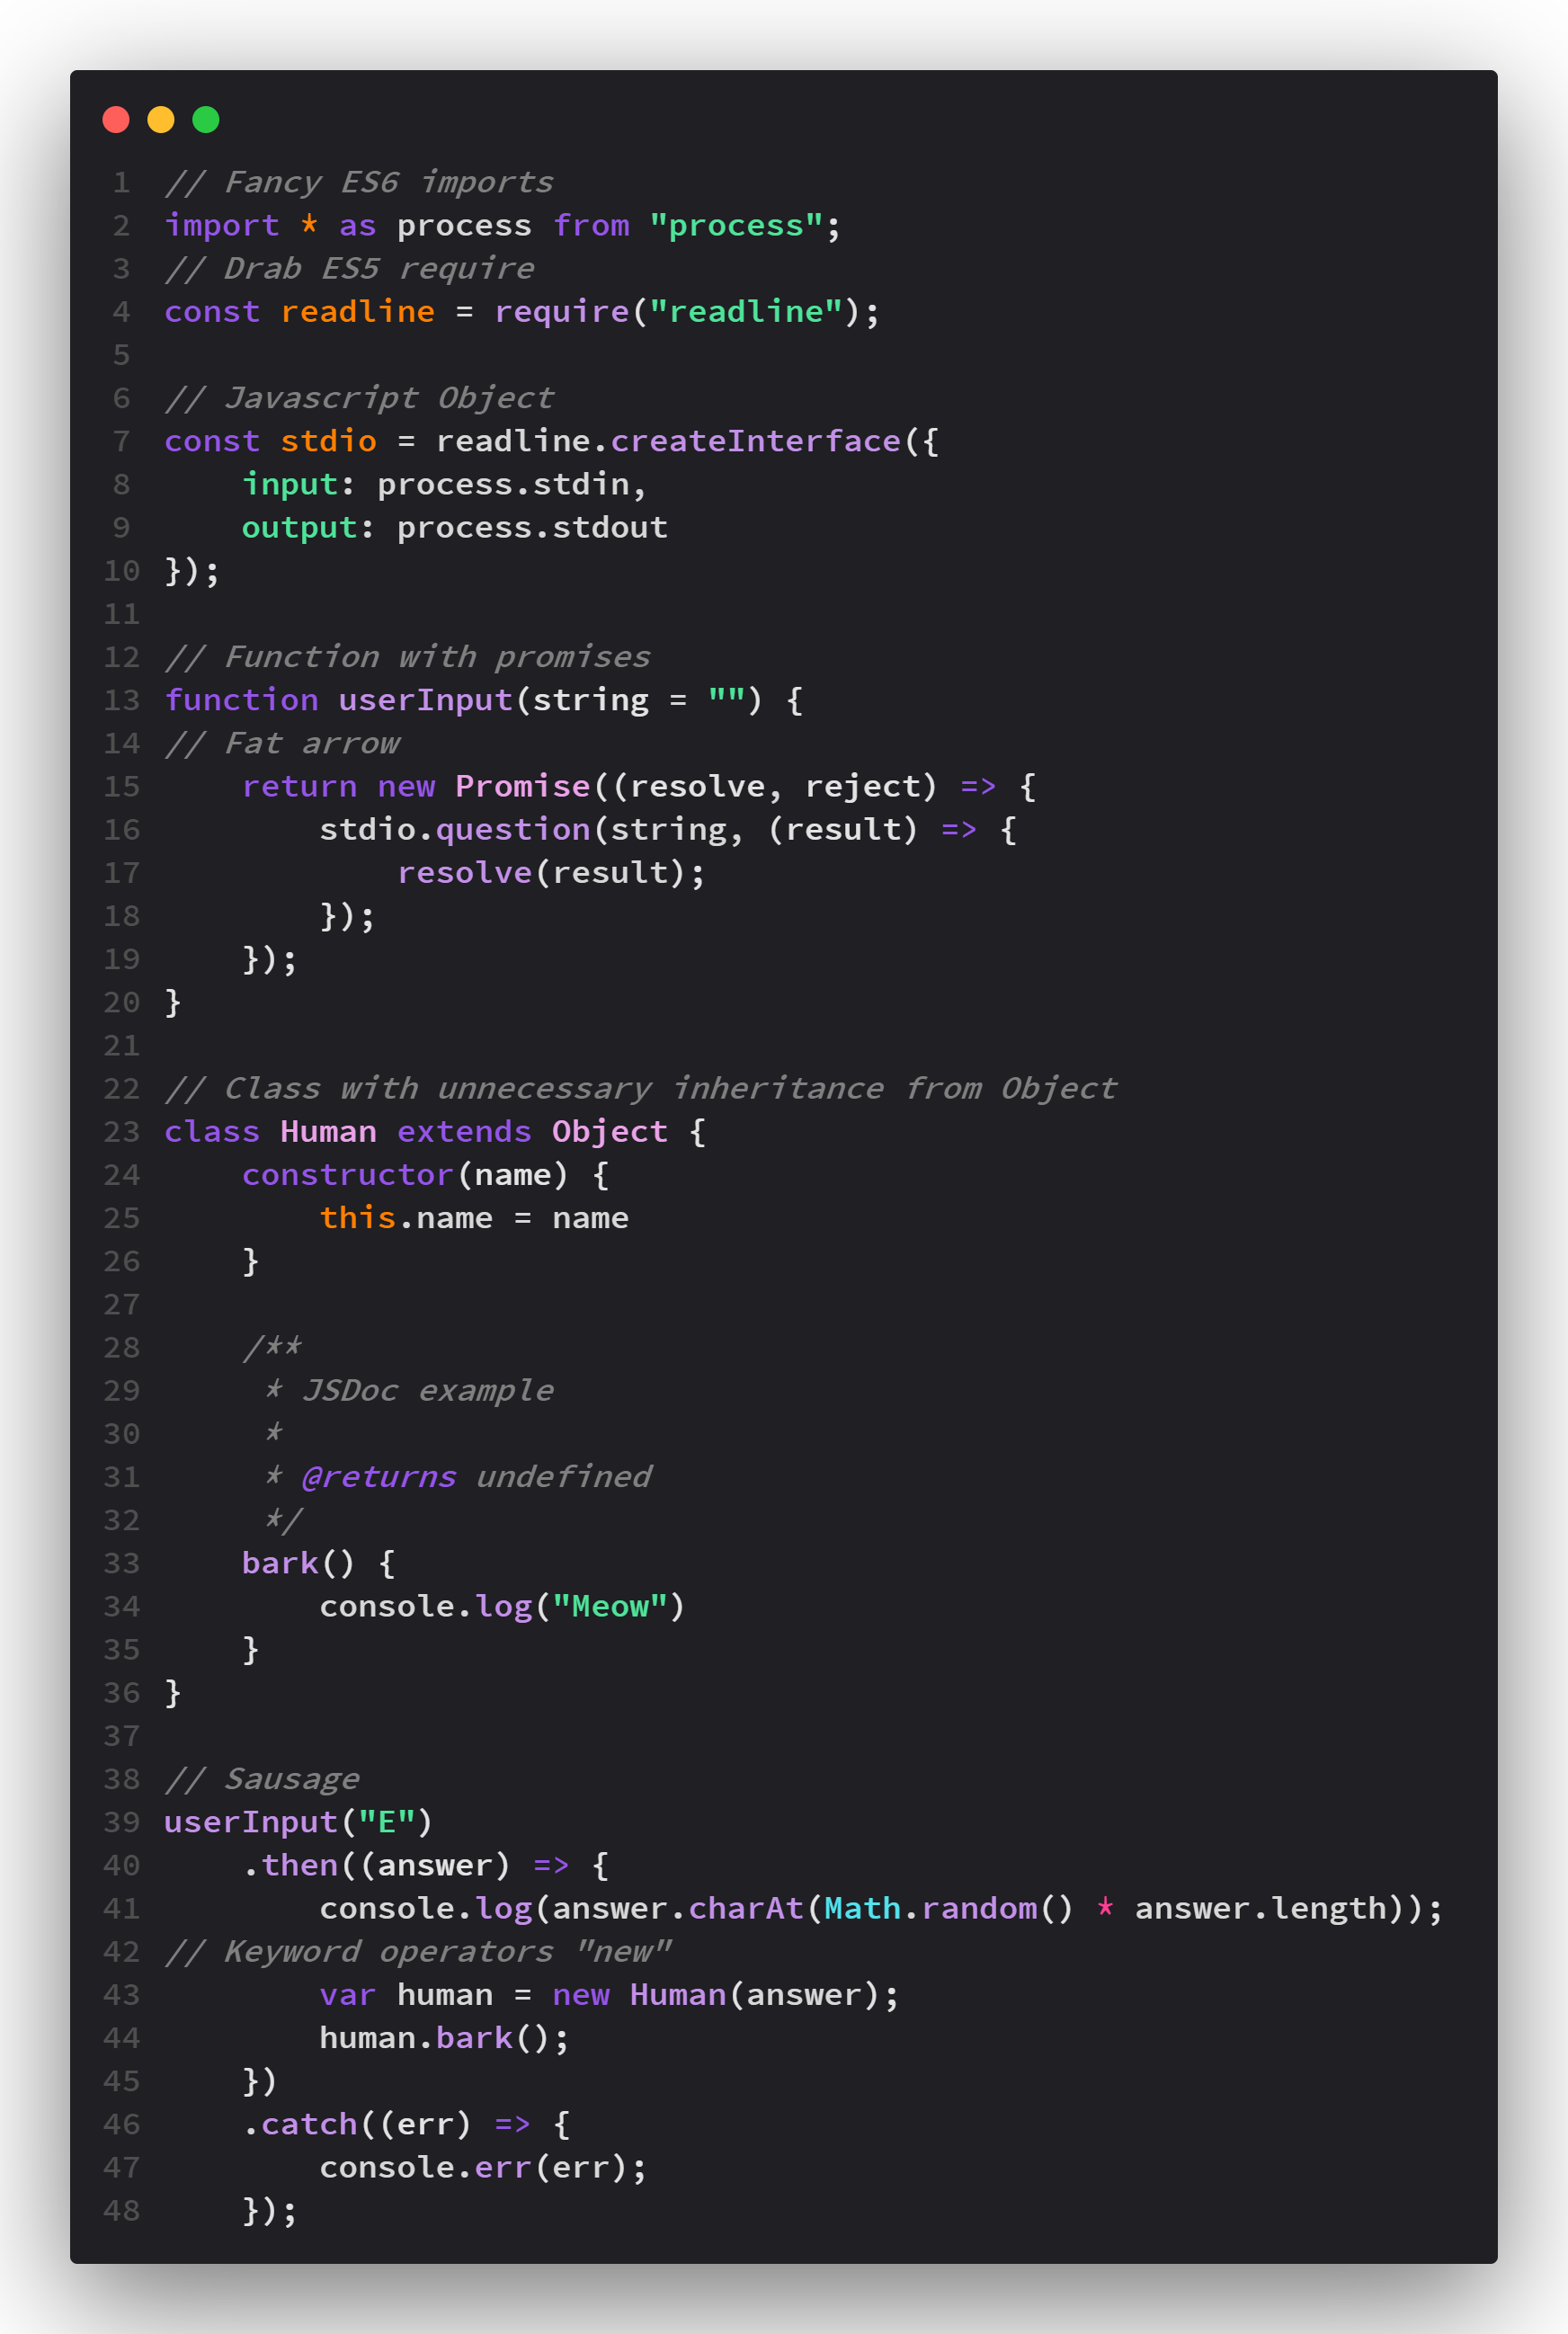 1 // Fancy ES6 imports
2 import * as process from "process";
3 // Drab ES5 require
4 const readline = require("readline");
5
6 // Javascript Object
7 const stdio = readline.createInterface({
8     input: process.stdin,
9     output: process.stdout
10 });
11
12 // Function with promises
13 function userInput(string = "") {
14 // Fat arrow
15     return new Promise((resolve, reject) => {
16         stdio.question(string, (result) => {
17             resolve(result);
18         });
19     });
20 }
21
22 // Class with unnecessary inheritance from Object
23 class Human extends Object {
24     constructor(name) {
25         this.name = name
26     }
27
28     /**
29      * JSDoc example
30      *
31      * @returns undefined
32      */
33     bark() {
34         console.log("Meow")
35     }
36 }
37
38 // Sausage
39 userInput("E")
40     .then((answer) => {
41         console.log(answer.charAt(Math.random() * answer.length));
42 // Keyword operators "new"
43         var human = new Human(answer);
44         human.bark();
45     })
46     .catch((err) => {
47         console.err(err);
48     });